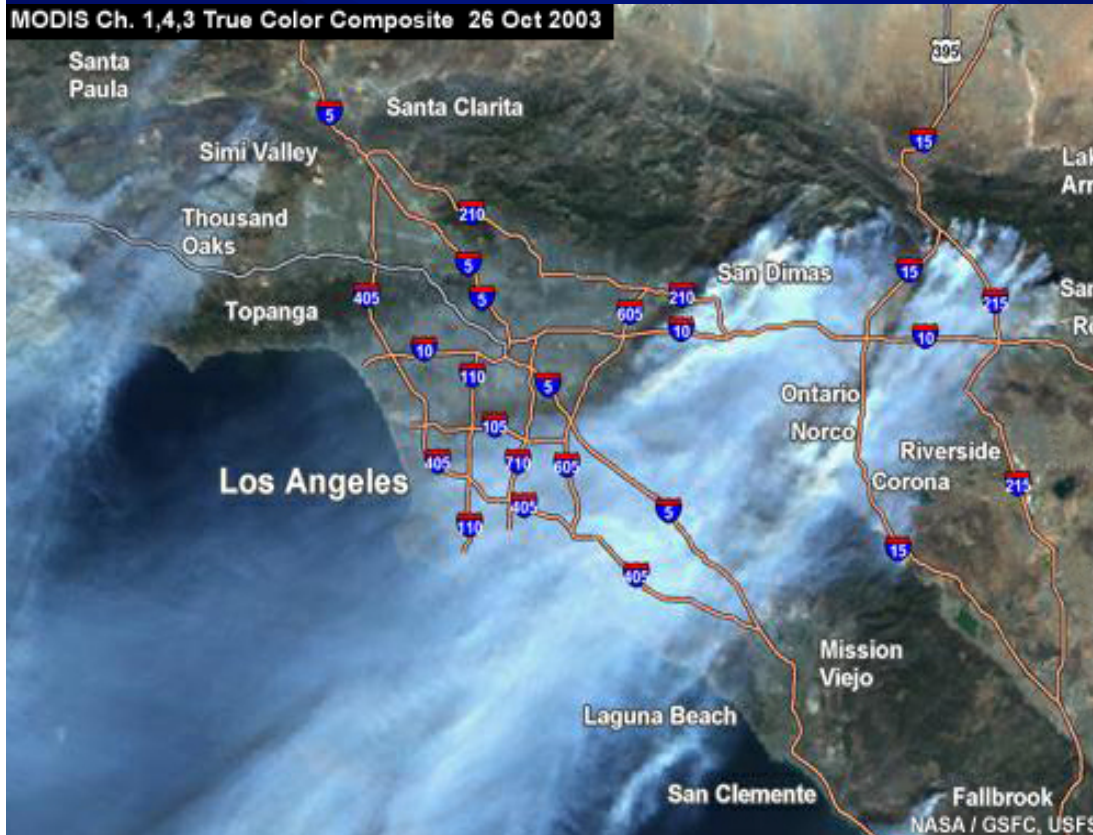 MODIS Ch. 1,4,3 True Color Composite 26 Oct 2003
Santa
Paula
395
Santa Clarita
5
15
Simi Valley
Thousand
Oaks
210
5
15
San Dimas
405
5
210
215
Topanga
605
10
10
10
110
5
Ontario
105
Norco
Riverside
405
710
605
Los Angeles
Corona
215
405
5
110
15
405
Mission
Viejo
Laguna Beach
San Clemente
Fallbrook
NASA / GSFC, USFS